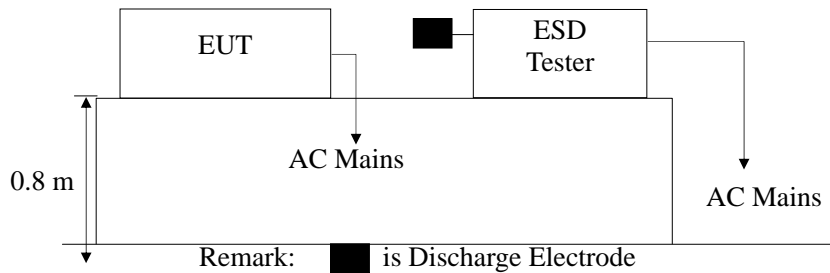 EUT
ESD
Tester
AC Mains
0.8 m
AC Mains
Remark: is Discharge Electrode